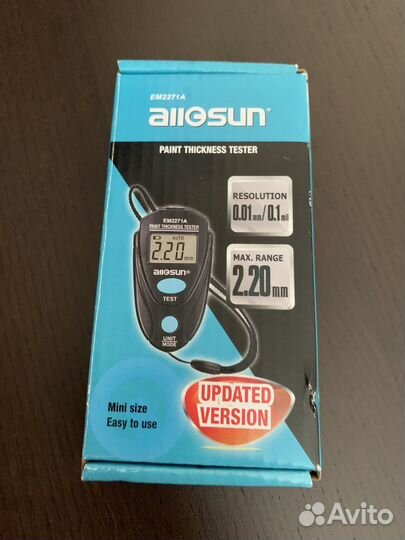 EM2271A
allosun®
PAINT THICKNESS TESTER
RESOLUTION
0.01mm/0.1mil
MAX. RANGE
2.20mm
EM2271A
PAINT THICKNESS TESTER
AUTO
2.20 mm
allosun®
TEST
UNIT
MODE
UPDATED
VERSION
Mini size
Easy to use
Avito